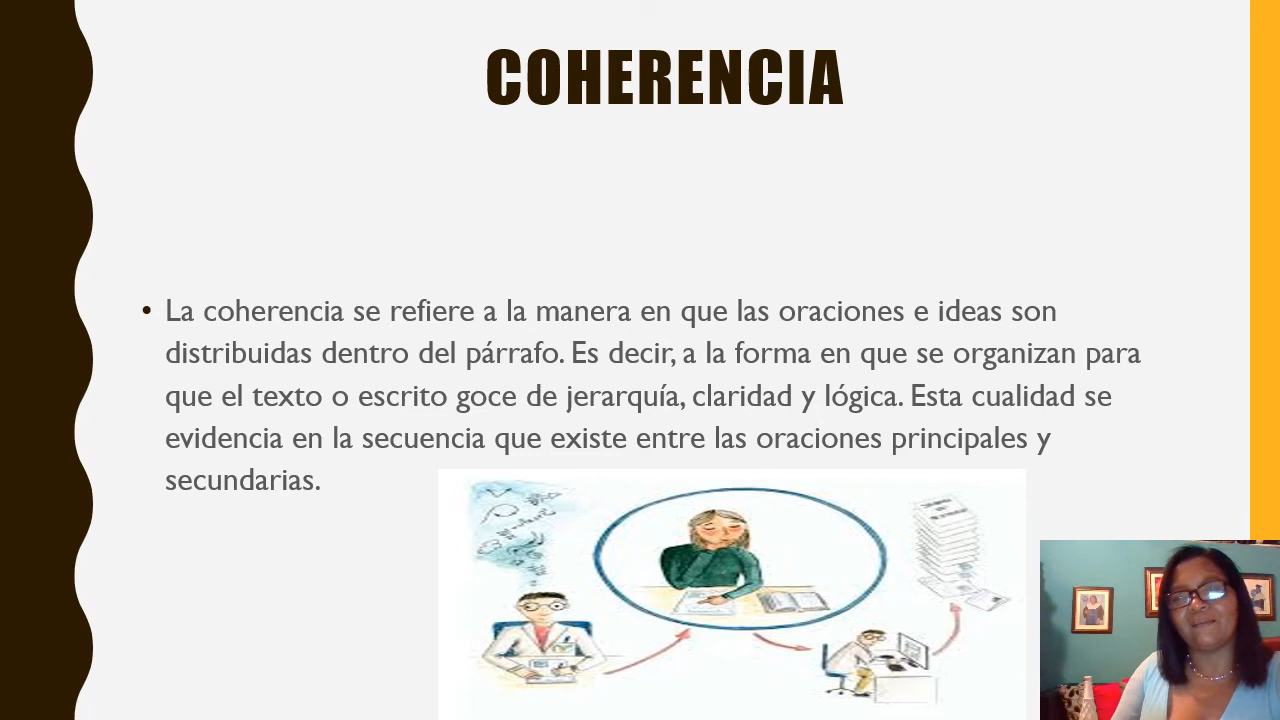 COHERENCIA
• La coherencia se refiere a la manera en que las oraciones e ideas son
distribuidas dentro del párrafo. Es decir, a la forma en que se organizan para
que el texto o escrito goce de jerarquía, claridad y lógica. Esta cualidad se
evidencia en la secuencia que existe entre las oraciones principales y
secundarias.